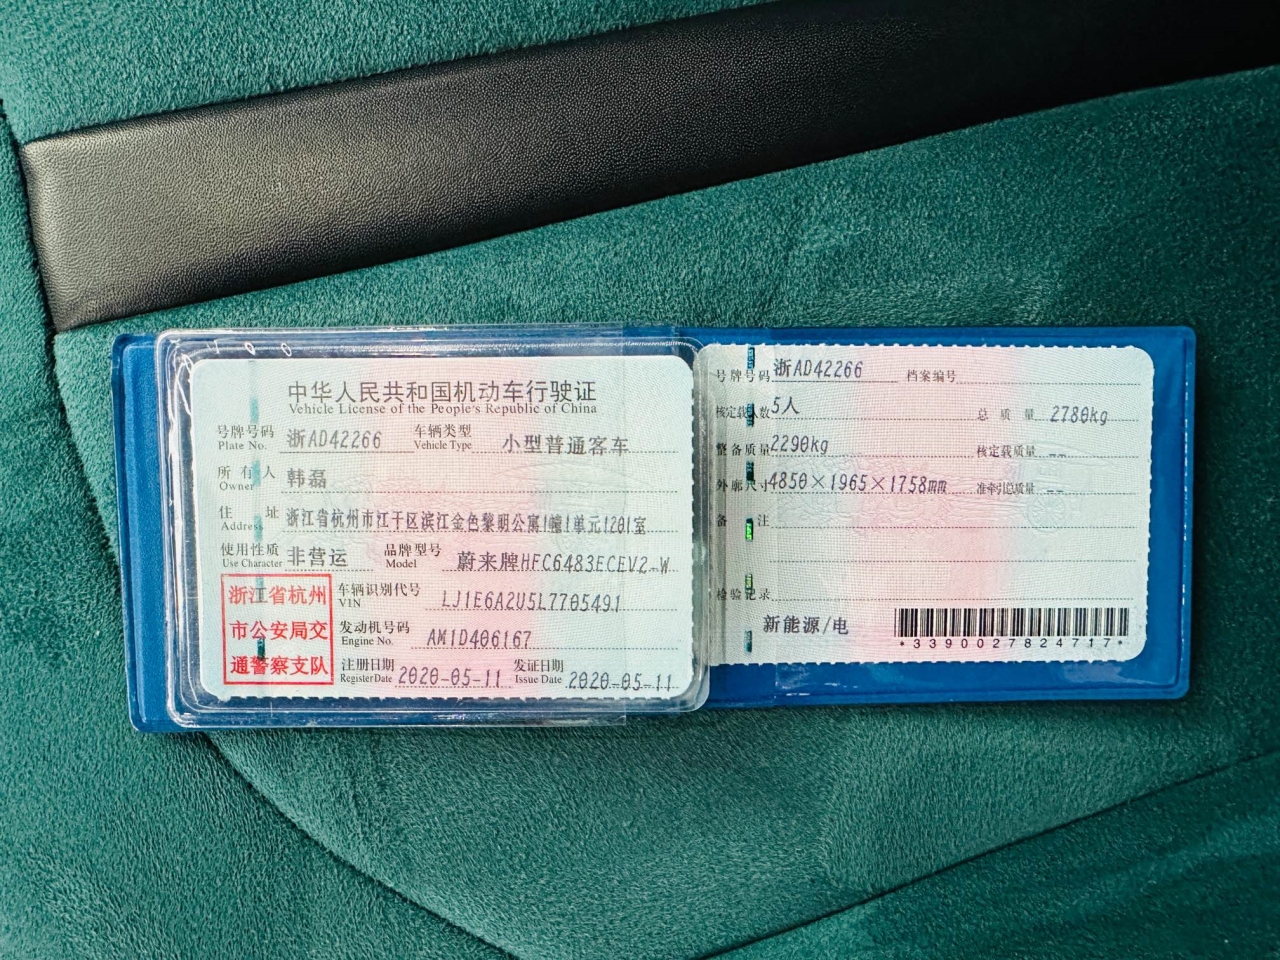 中华人民共和国机动车行驶证
Vehicle License of the People's Republic of China
号牌号码 浙AD42266 车辆类型 小型普通客车
Plate No. Vehicle Type
所有人 韩磊
Owner
住址 浙江省杭州市江干区滨江金色黎明公寓1幢1单元1201室
Address
使用性质 非营运 品牌型号 蔚来牌HFC6483ECEV2-W
Use Character Model
浙江省杭州
市公安局交
通警察支队
车辆识别代号 LJ1E6A2U5L7705491
VIN
发动机号码 AM1D406167
Engine No.
注册日期 2020-05-11 发证日期 2020-05-11
Register Date Issue Date
号牌号码 浙AD42266 档案编号
核定载人数 5人 总质量 2780kg
整备质量 2290kg 核定载质量 --
外廓尺寸 4850×1965×1758mm 准牵引总质量 --
备注
检验记录
新能源/电
*3390027824717*